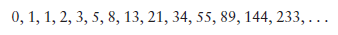 0, 1, 1, 2, 3, 5, 8, 13, 21, 34, 55, 89, 144, 233, . . .